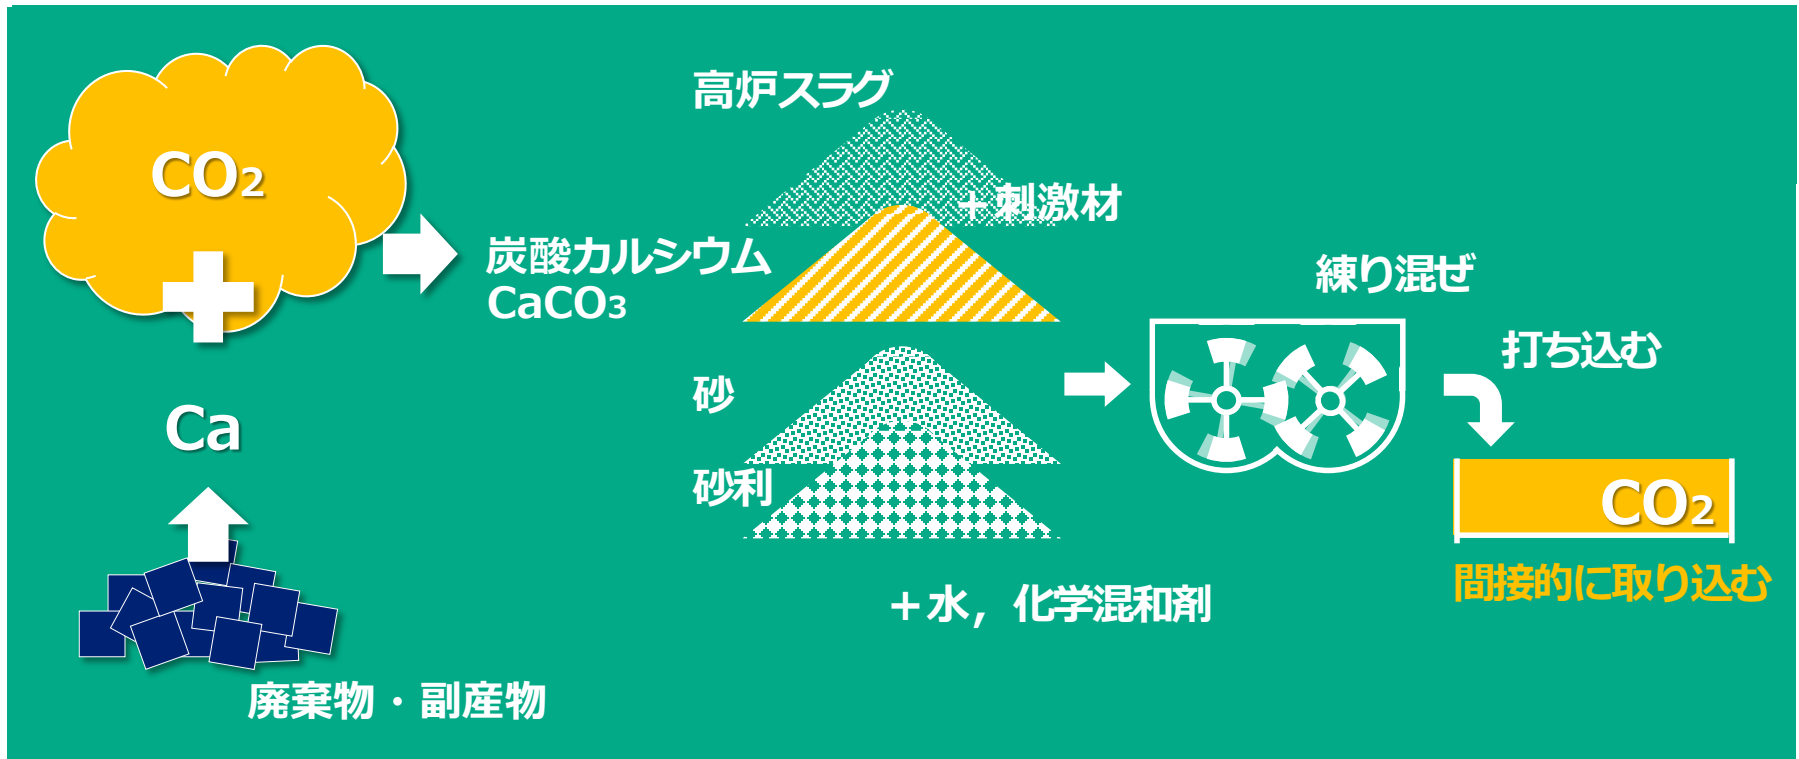 CO2
Ca
廃棄物・副産物
炭酸カルシウム
CaCO3
高炉スラグ
＋刺激材
砂
砂利
＋水，化学混和剤
練り混ぜ
打ち込む
CO2
間接的に取り込む